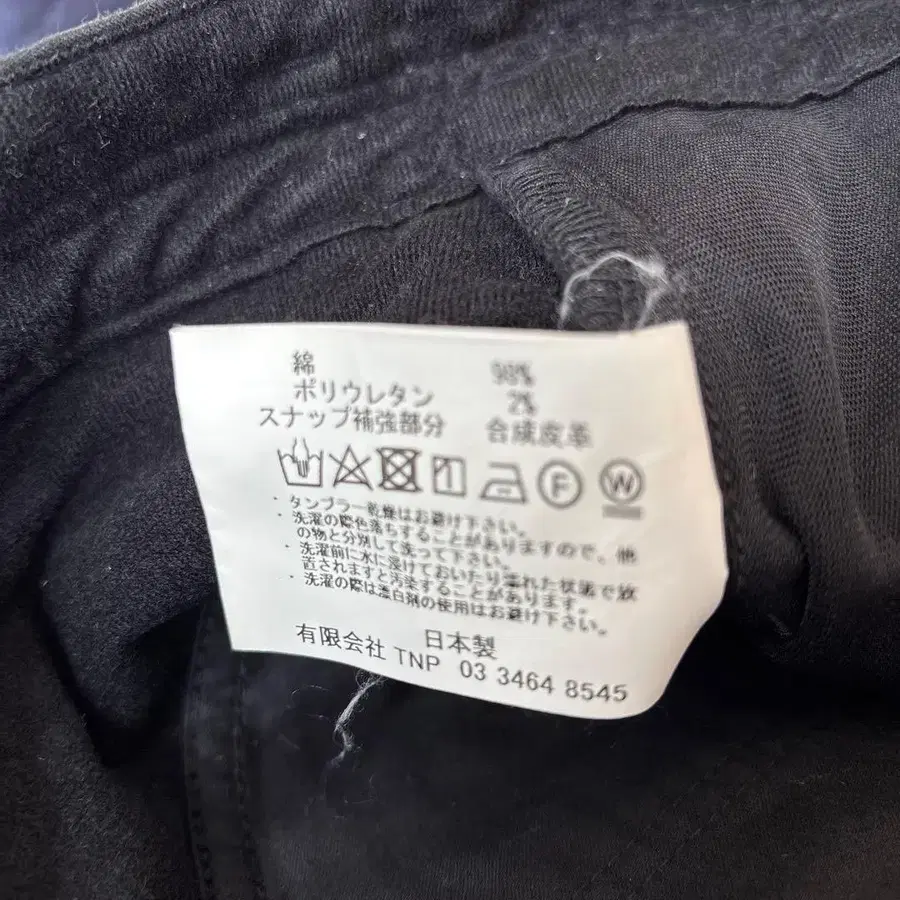 綿 98%
ポリウレタン 2%
スナップ補強部分 合成皮革
F W
・タンブラー乾燥はお避け下さい。
・洗濯の際色落ちすることがありますので、他
の物と分別して洗って下さい。
・洗濯前に水に浸けておいたり濡れた状態で放
置されますと汚染することがあります。
・洗濯の際は漂白剤の使用はお避け下さい。
日本製
有限会社 TNP 03 3464 8545